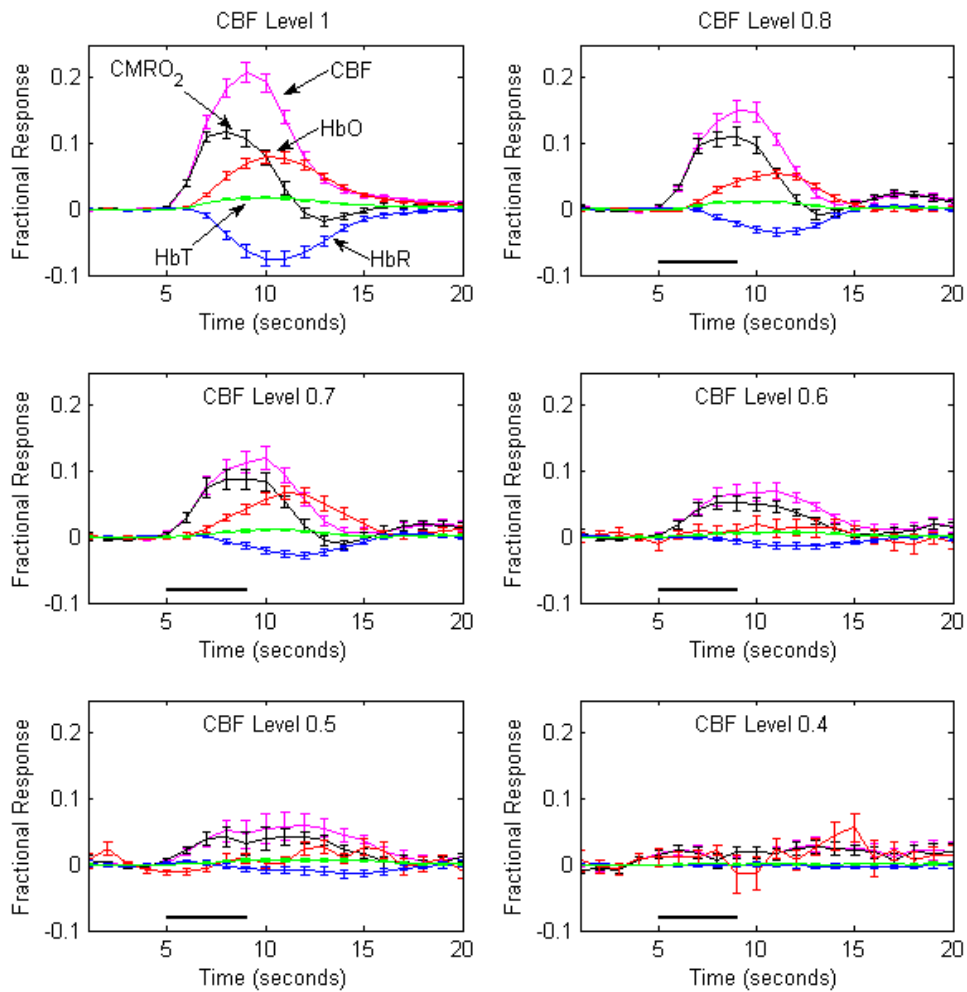 CBF Level 1
Fractional Response
0.2
0.1
0
-0.1
CMRO2
CBF
HbO
HbT
HbR
5
10
15
20
Time (seconds)
CBF Level 0.8
Fractional Response
0.2
0.1
0
-0.1
5
10
15
20
Time (seconds)
CBF Level 0.7
Fractional Response
0.2
0.1
0
-0.1
5
10
15
20
Time (seconds)
CBF Level 0.6
Fractional Response
0.2
0.1
0
-0.1
5
10
15
20
Time (seconds)
CBF Level 0.5
Fractional Response
0.2
0.1
0
-0.1
5
10
15
20
Time (seconds)
CBF Level 0.4
Fractional Response
0.2
0.1
0
-0.1
5
10
15
20
Time (seconds)